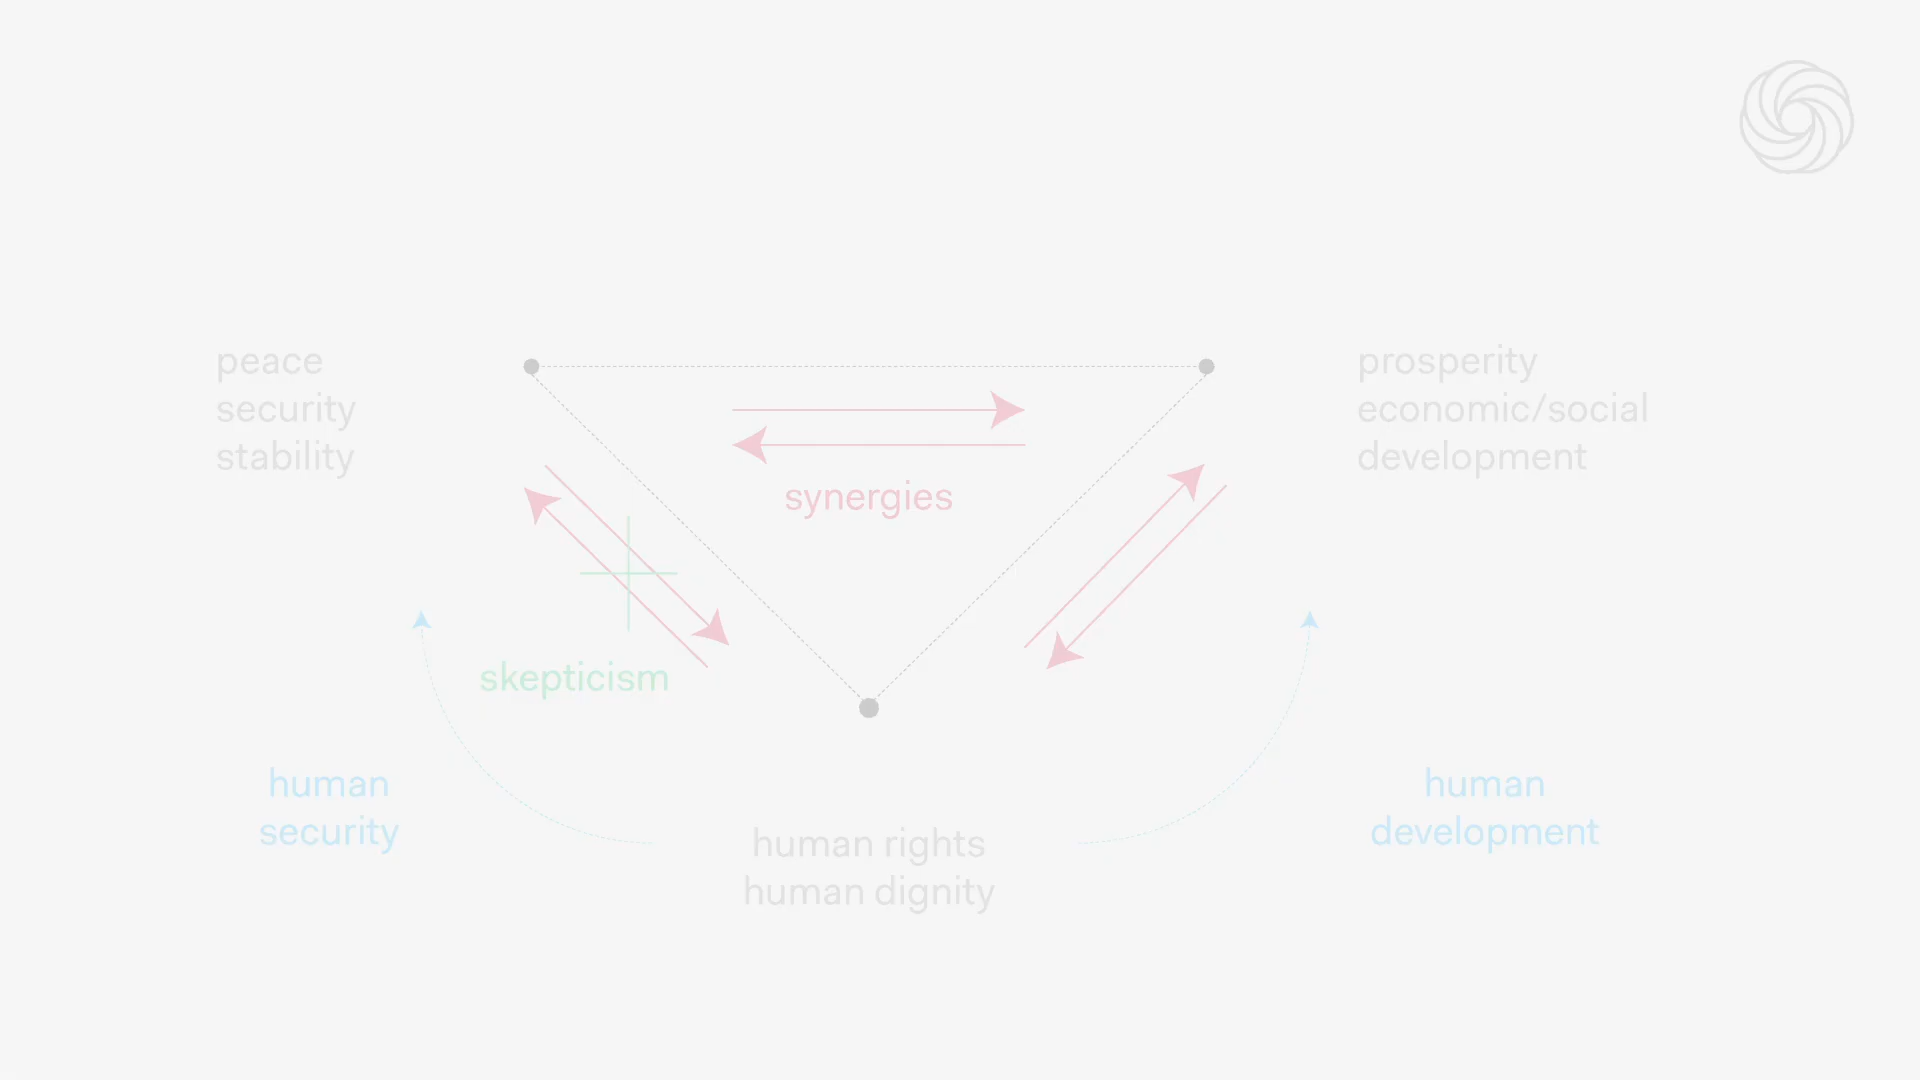 peace
security
stability
prosperity
economic/social
development
synergies
skepticism
human
security
human
development
human rights
human dignity